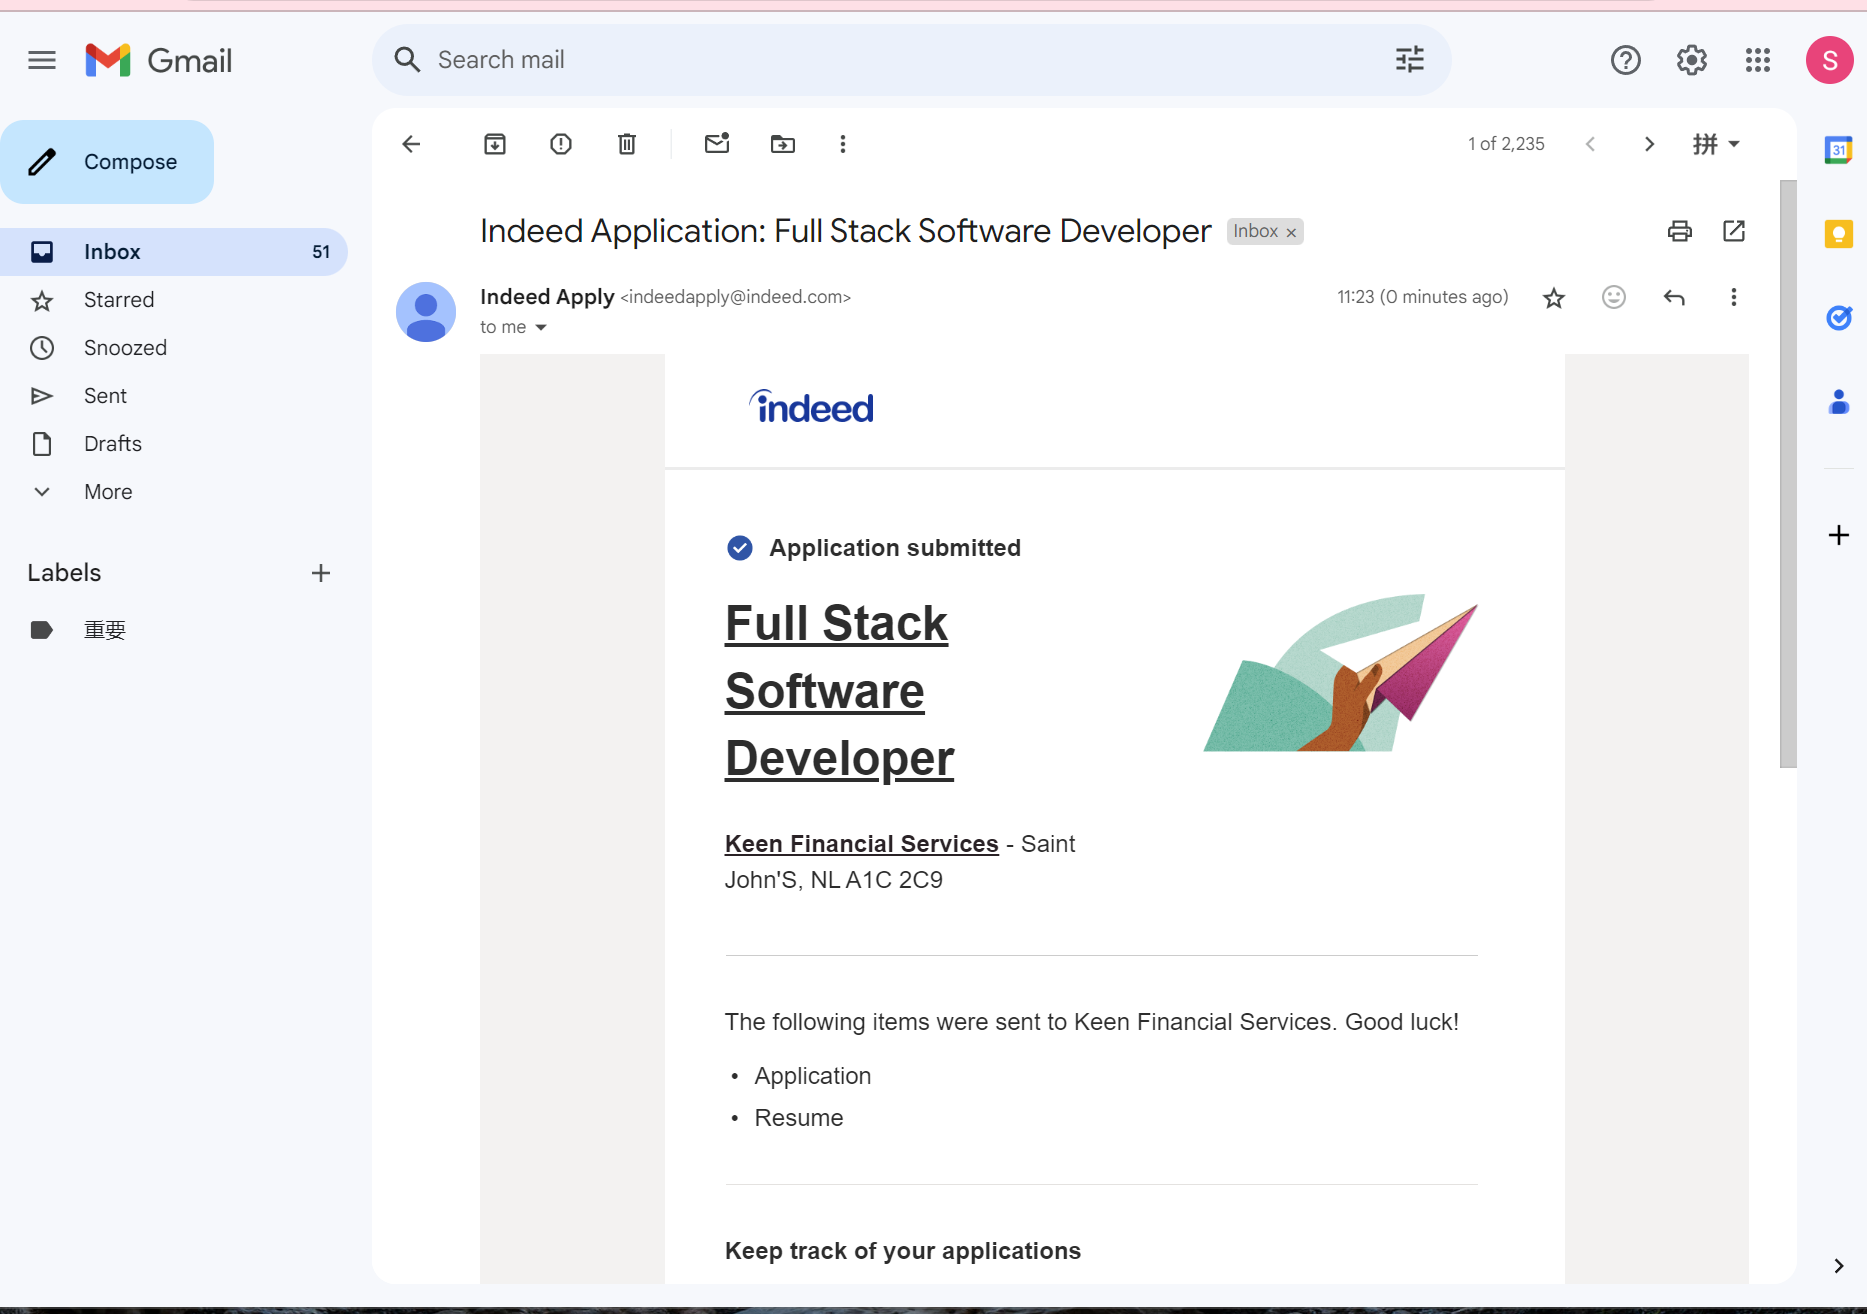 Gmail
Search mail
S
Compose
1 of 2,235
拼
31
Inbox 51
Starred
Snoozed
Sent
Drafts
More
Labels
重要
Indeed Application: Full Stack Software Developer Inbox ×
Indeed Apply <indeedapply@indeed.com> 11:23 (0 minutes ago)
to me
indeed
Application submitted
Full Stack
Software
Developer
Keen Financial Services - Saint
John'S, NL A1C 2C9
The following items were sent to Keen Financial Services. Good luck!
• Application
• Resume
Keep track of your applications